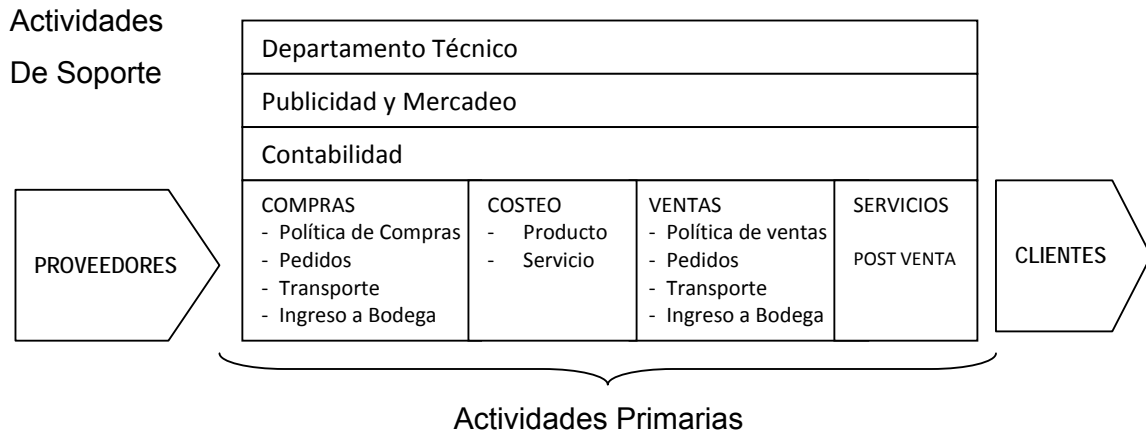 Actividades
De Soporte
Departamento Técnico
Publicidad y Mercadeo
Contabilidad
PROVEEDORES
COMPRAS
- Política de Compras
- Pedidos
- Transporte
- Ingreso a Bodega
COSTEO
- Producto
- Servicio
VENTAS
- Política de ventas
- Pedidos
- Transporte
- Ingreso a Bodega
SERVICIOS
POST VENTA
CLIENTES
Actividades Primarias